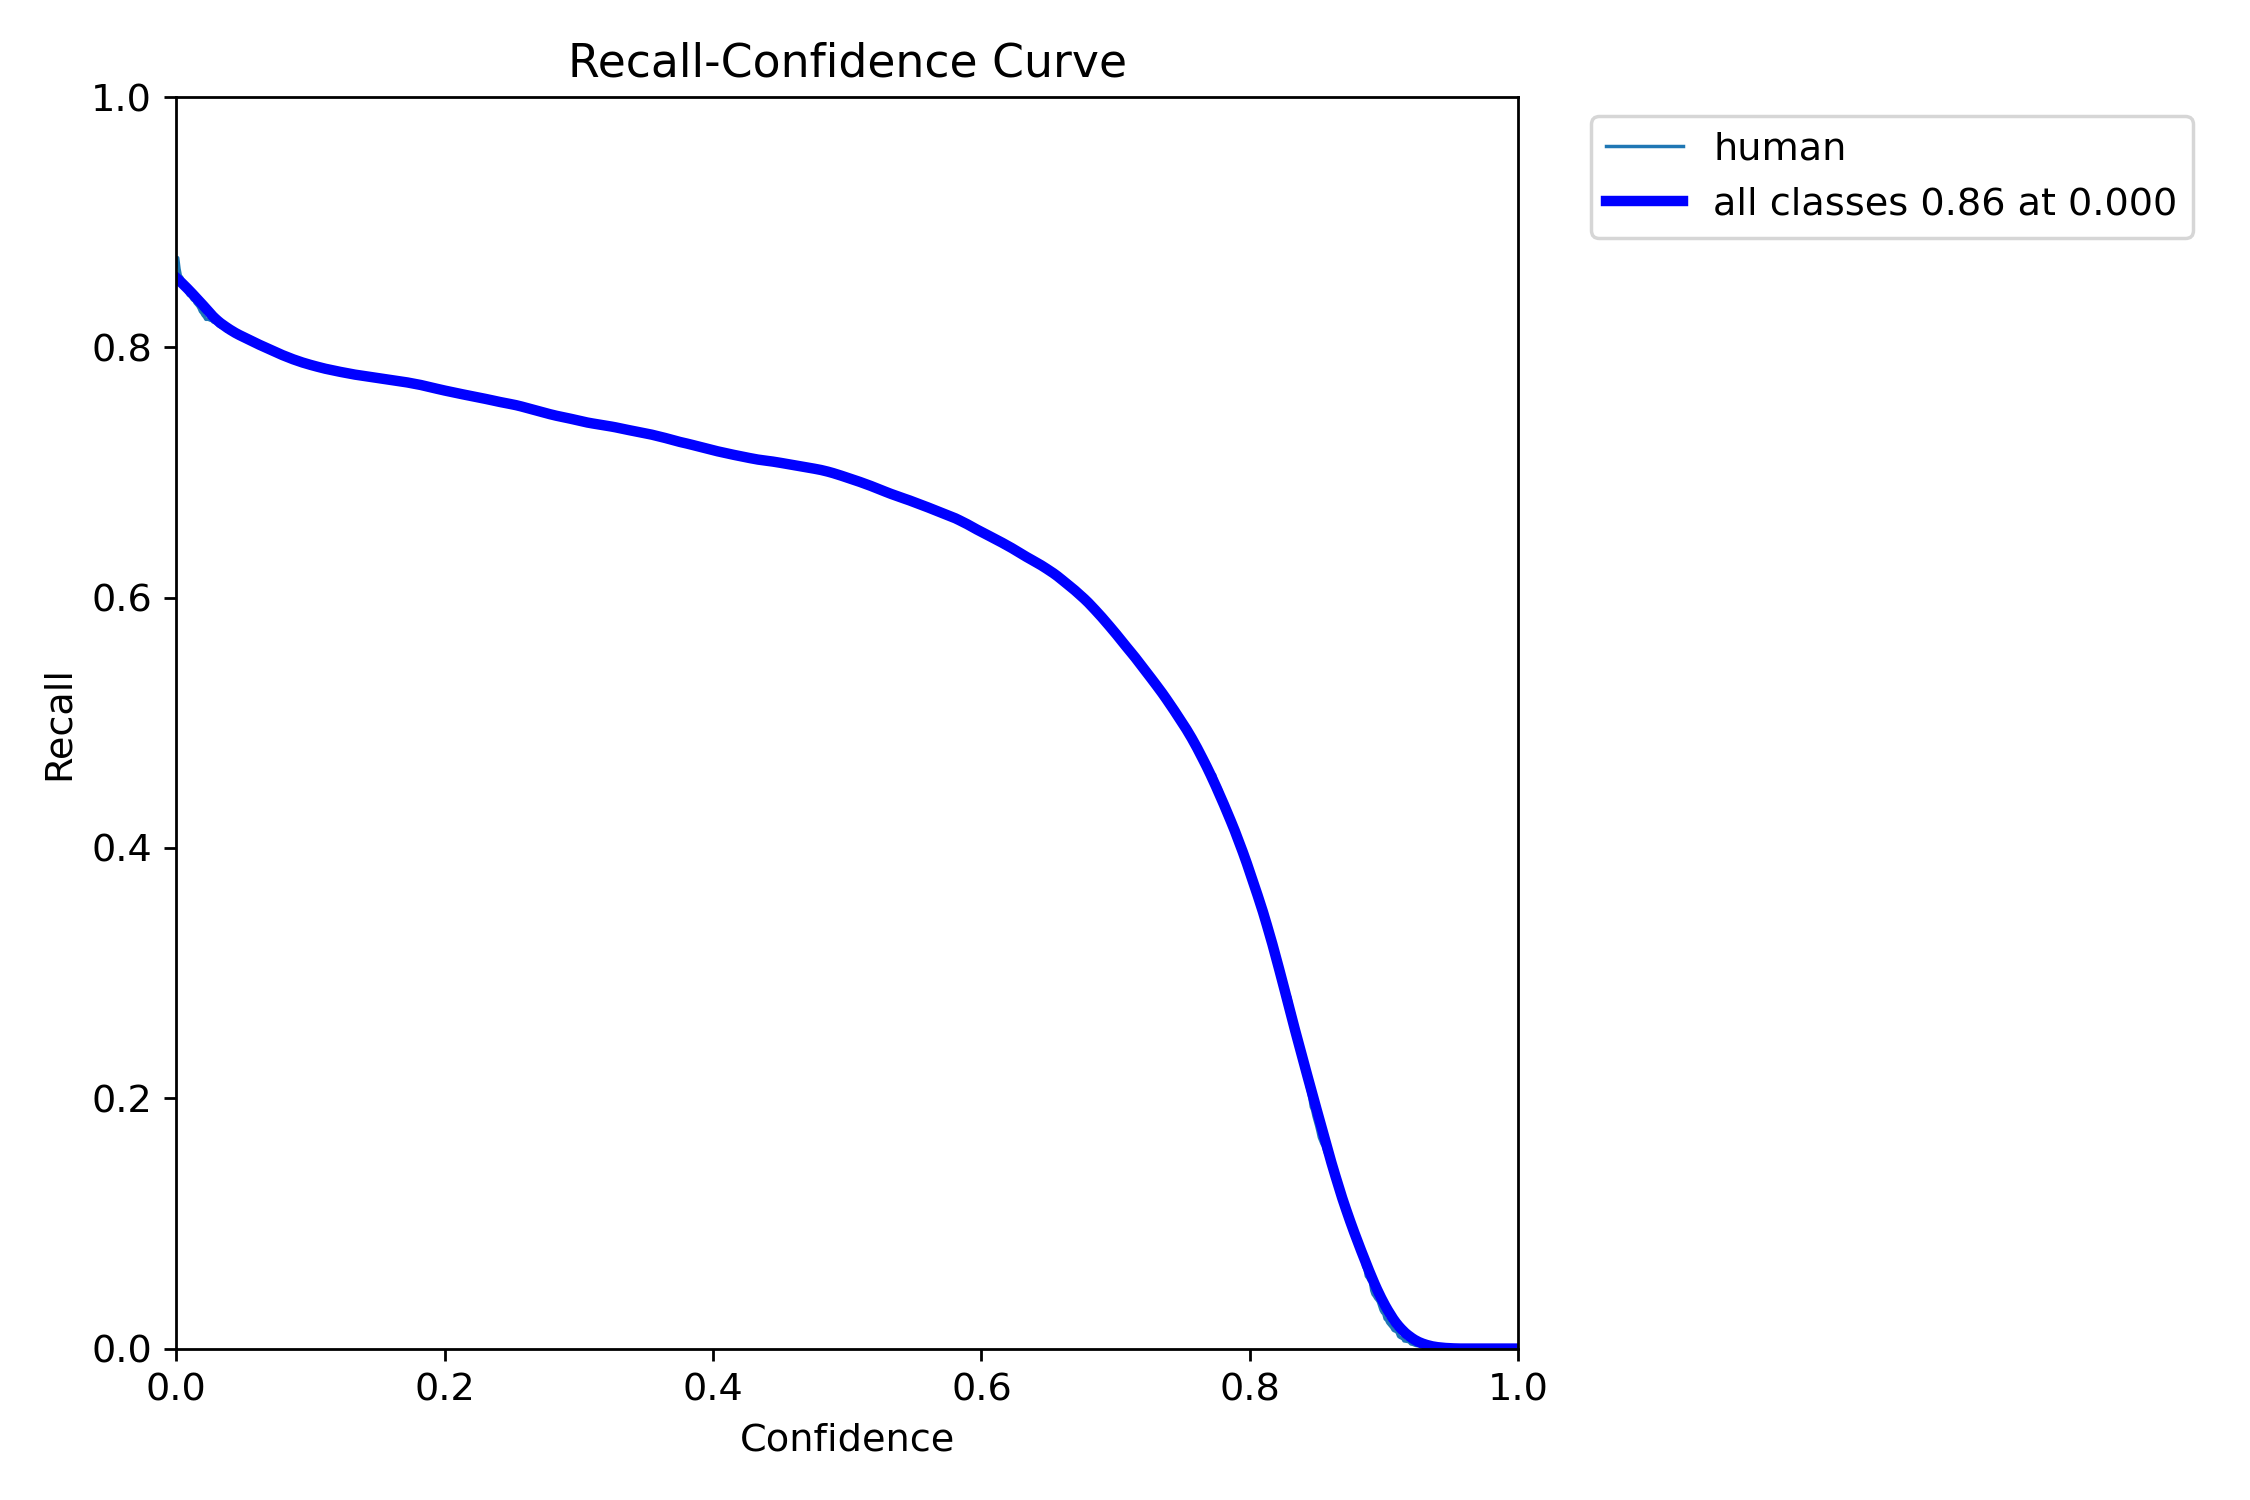 Recall-Confidence Curve
1.0
0.8
0.6
0.4
0.2
0.0
Recall
0.0 0.2 0.4 0.6 0.8 1.0
Confidence
human
all classes 0.86 at 0.000